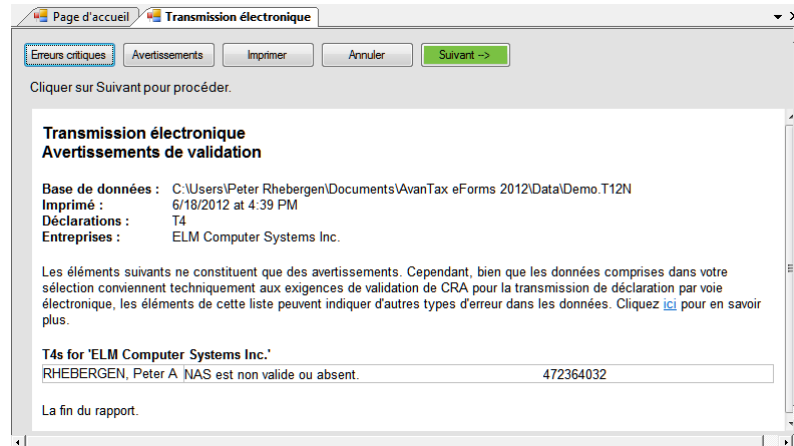 Page d'accueil Transmission électronique
Erreurs critiques Avertissements Imprimer Annuler Suivant -->
Cliquer sur Suivant pour procéder.
Transmission électronique
Avertissements de validation
Base de données : C:\Users\Peter Rhebergen\Documents\AvanTax eForms 2012\Data\Demo.T12N
Imprimé : 6/18/2012 at 4:39 PM
Déclarations : T4
Entreprises : ELM Computer Systems Inc.
Les éléments suivants ne constituent que des avertissements. Cependant, bien que les données comprises dans votre
sélection conviennent techniquement aux exigences de validation de CRA pour la transmission de déclaration par voie
électronique, les éléments de cette liste peuvent indiquer d'autres types d'erreur dans les données. Cliquez ici pour en savoir
plus.
T4s for 'ELM Computer Systems Inc.'
RHEBERGEN, Peter A NAS est non valide ou absent. 472364032
La fin du rapport.